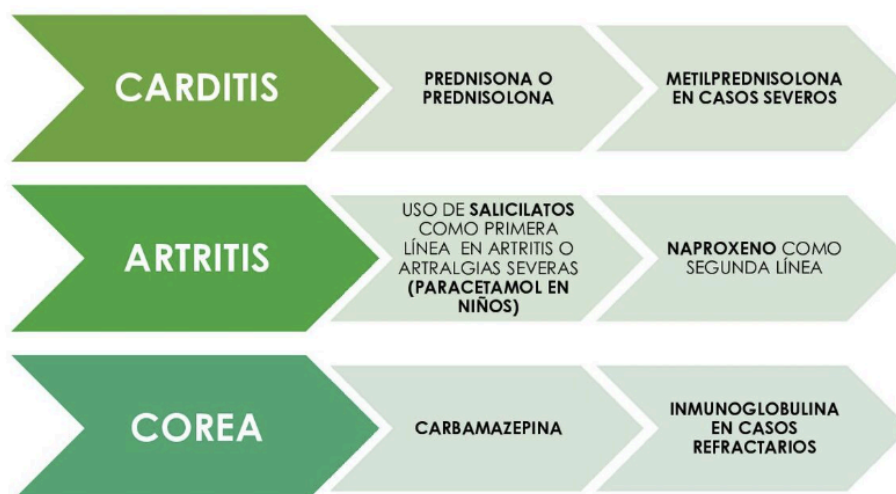 CARDITIS
PREDNISONA O
PREDNISOLONA
METILPREDNISOLONA
EN CASOS SEVEROS
ARTRITIS
USO DE SALICILATOS
COMO PRIMERA
LÍNEA EN ARTRITIS O
ARTRALGIAS SEVERAS
(PARACETAMOL EN
NIÑOS)
NAPROXENO COMO
SEGUNDA LÍNEA
COREA
CARBAMAZEPINA
INMUNOGLOBULINA
EN CASOS
REFRACTARIOS